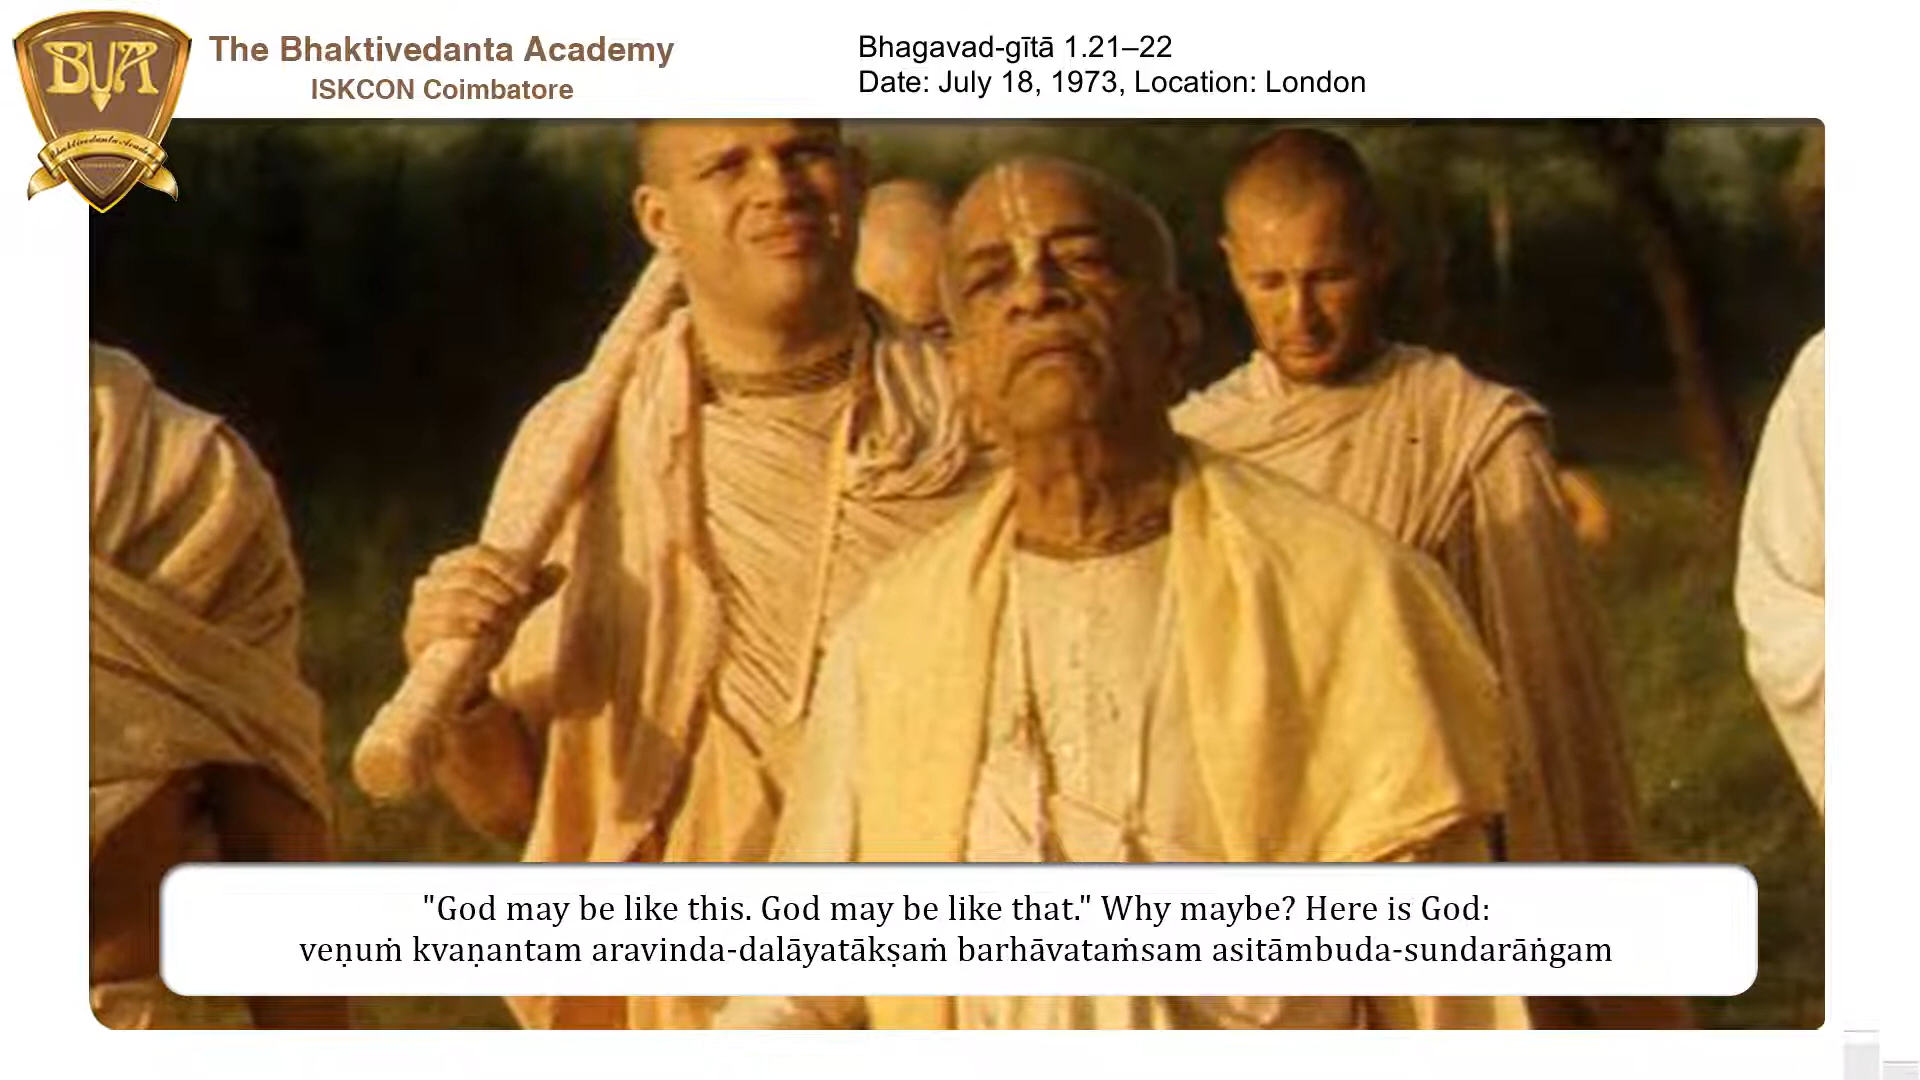 BVA
The Bhaktivedanta Academy
ISKCON Coimbatore
Bhagavad-gītā 1.21–22
Date: July 18, 1973, Location: London
Bhaktivedanta Academy
"God may be like this. God may be like that." Why maybe? Here is God:
veṇuṁ kvaṇantam aravinda-dalāyatākṣaṁ barhāvataṁsam asitāmbuda-sundarāṅgam